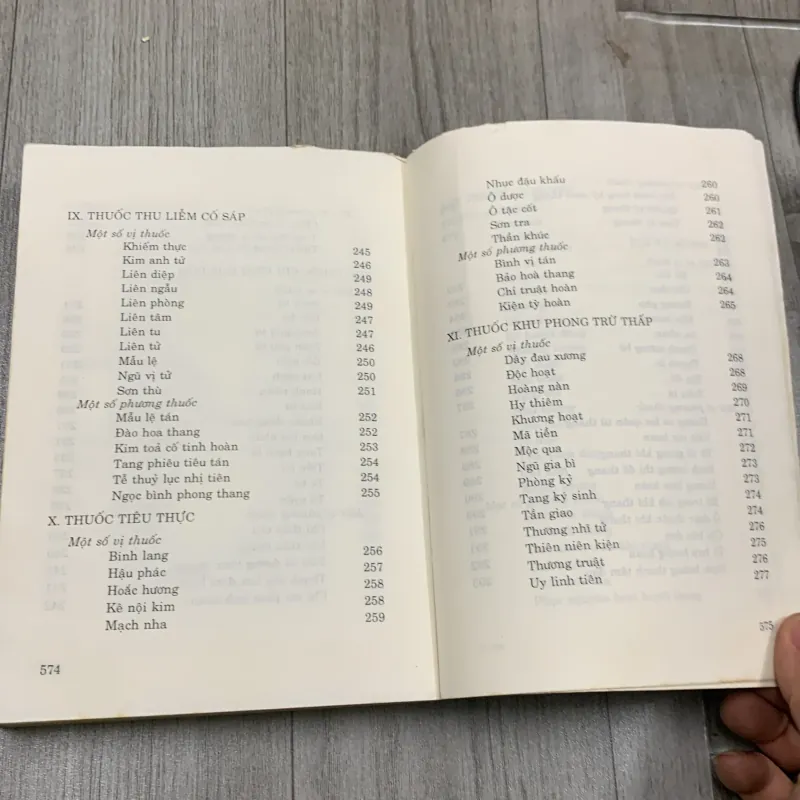 IX. THUỐC THU LIỄM CỐ SÁP
Một số vị thuốc
Khiếm thực 245
Kim anh tử 246
Liên diệp 249
Liên ngẫu 248
Liên phòng 249
Liên tâm 247
Liên tu 247
Liên tử 246
Mẫu lệ 250
Ngũ vị tử 250
Sơn thù 251
Một số phương thuốc
Mẫu lệ tán 252
Đào hoa thang 252
Kim toả cố tinh hoàn 253
Tang phiêu tiêu tán 254
Tễ thuỷ lục nhị tiên 254
Ngọc bình phong thang 255
X. THUỐC TIÊU THỰC
Một số vị thuốc
Binh lang 256
Hậu phác 257
Hoắc hương 258
Kê nội kim 258
Mạch nha 259
574
Nhục đậu khấu 260
Ô dược 260
Ô tặc cốt 261
Sơn tra 262
Thần khúc 262
Một số phương thuốc
Bình vị tán 263
Bảo hoà thang 264
Chỉ truật hoàn 264
Kiện tỳ hoàn 265
XI. THUỐC KHU PHONG TRỪ THẤP
Một số vị thuốc
Dây đau xương 268
Độc hoạt 268
Hoàng nàn 269
Hy thiêm 270
Khương hoạt 271
Mã tiền 271
Mộc qua 272
Ngũ gia bì 273
Phòng kỷ 273
Tang ký sinh 274
Tần giao 274
Thương nhĩ tử 276
Thiên niên kiện 275
Thương truật 276
Uy linh tiên 277
575